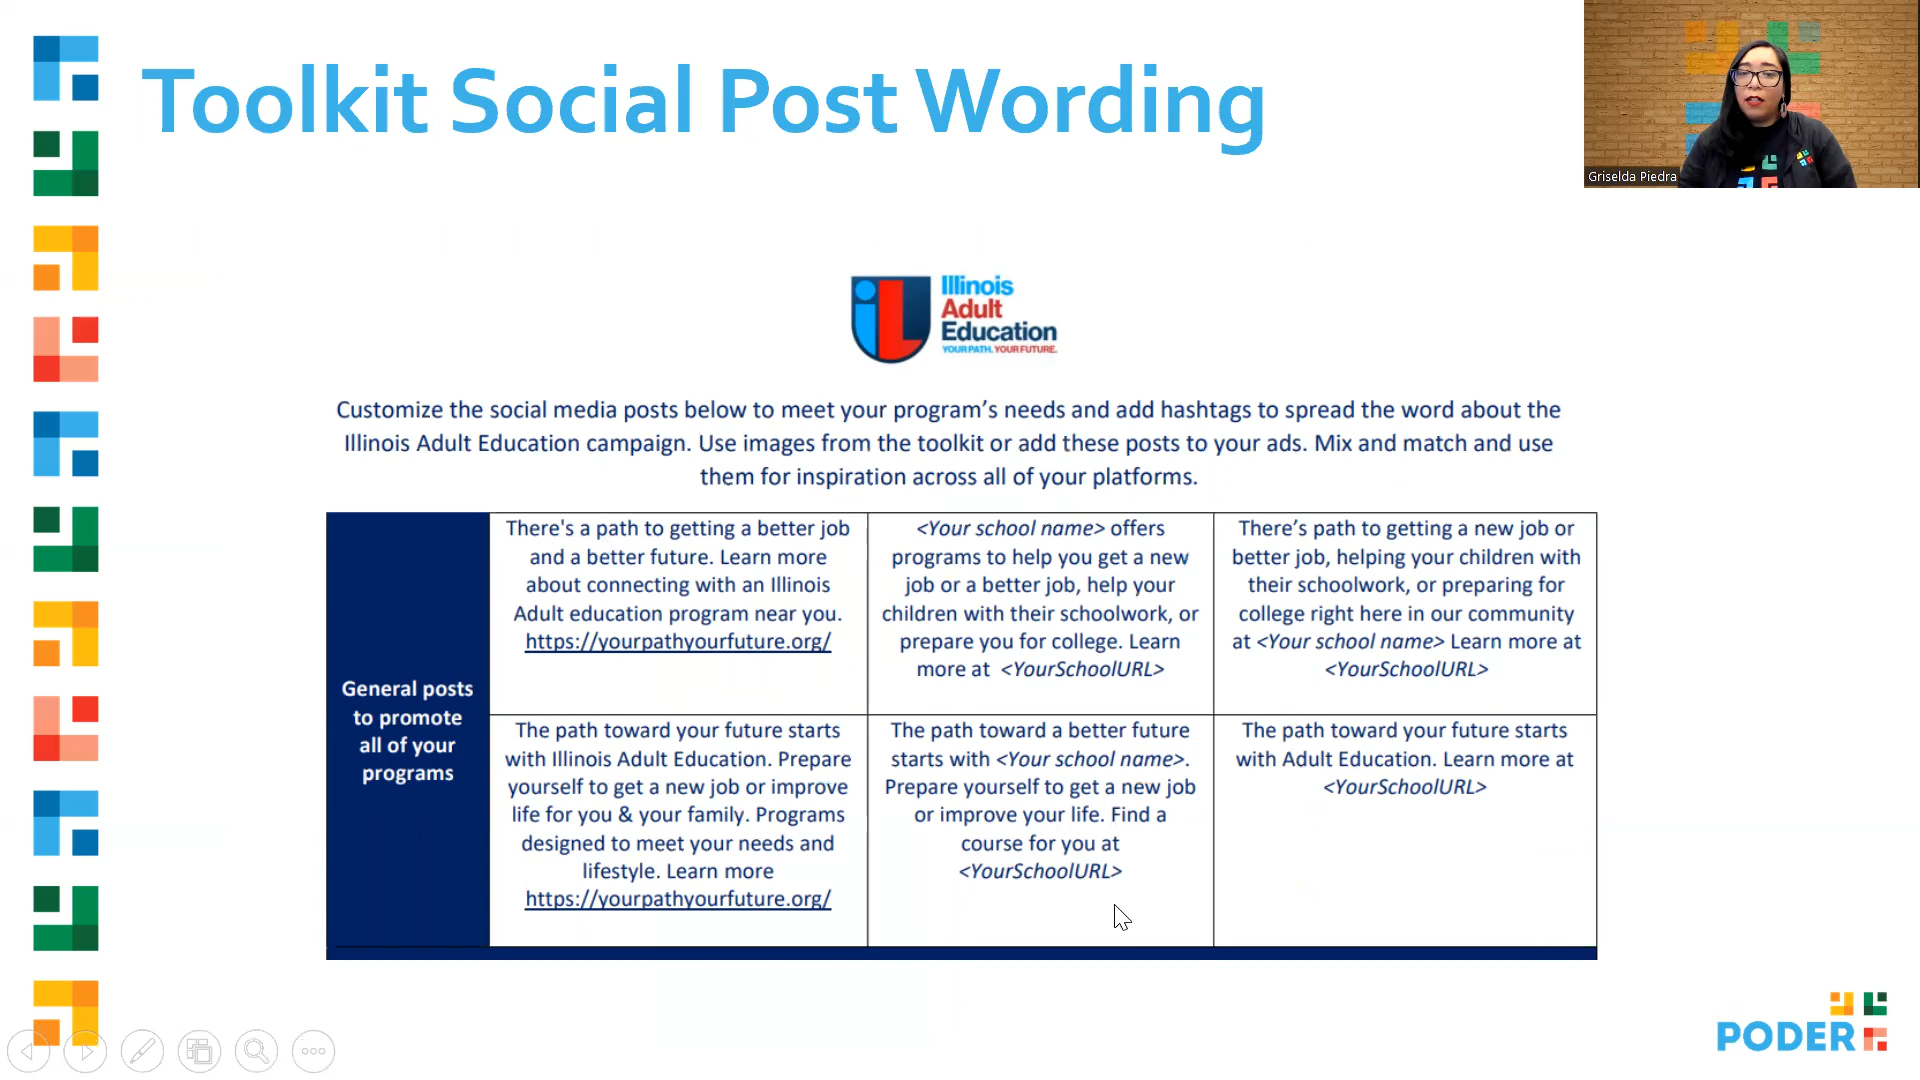 Toolkit Social Post Wording
Griselda Piedra
Illinois
Adult
Education
YOUR PATH. YOUR FUTURE.
Customize the social media posts below to meet your program’s needs and add hashtags to spread the word about the
Illinois Adult Education campaign. Use images from the toolkit or add these posts to your ads. Mix and match and use
them for inspiration across all of your platforms.
General posts
to promote
all of your
programs
There's a path to getting a better job
and a better future. Learn more
about connecting with an Illinois
Adult education program near you.
https://yourpathyourfuture.org/
<Your school name> offers
programs to help you get a new
job or a better job, help your
children with their schoolwork, or
prepare you for college. Learn
more at <YourSchoolURL>
There’s path to getting a new job or
better job, helping your children with
their schoolwork, or preparing for
college right here in our community
at <Your school name> Learn more at
<YourSchoolURL>
The path toward your future starts
with Illinois Adult Education. Prepare
yourself to get a new job or improve
life for you & your family. Programs
designed to meet your needs and
lifestyle. Learn more
https://yourpathyourfuture.org/
The path toward a better future
starts with <Your school name>.
Prepare yourself to get a new job
or improve your life. Find a
course for you at
<YourSchoolURL>
The path toward your future starts
with Adult Education. Learn more at
<YourSchoolURL>
PODER